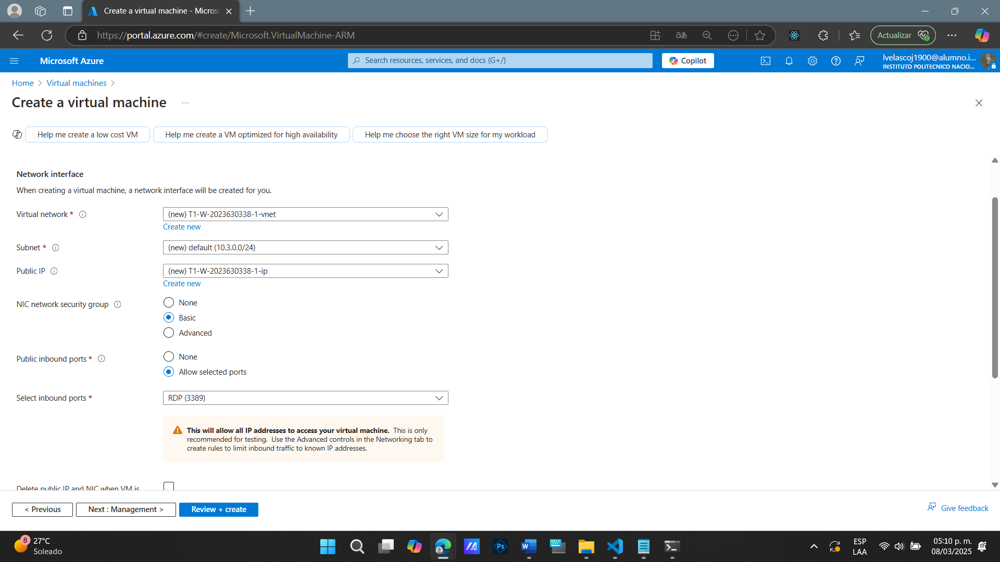 Create a virtual machine - Micros
https://portal.azure.com/#create/Microsoft.VirtualMachine-ARM
Actualizar
Microsoft Azure
Search resources, services, and docs (G+/)
Copilot
lvelascoj1900@alumno.i...
INSTITUTO POLITECNICO NACIO...
Home > Virtual machines >
Create a virtual machine ...
Help me create a low cost VM
Help me create a VM optimized for high availability
Help me choose the right VM size for my workload
Network interface
When creating a virtual machine, a network interface will be created for you.
Virtual network *
(new) T1-W-2023630338-1-vnet
Create new
Subnet *
(new) default (10.3.0.0/24)
Public IP
(new) T1-W-2023630338-1-ip
Create new
NIC network security group
None
Basic
Advanced
Public inbound ports *
None
Allow selected ports
Select inbound ports *
RDP (3389)
This will allow all IP addresses to access your virtual machine. This is only
recommended for testing. Use the Advanced controls in the Networking tab to
create rules to limit inbound traffic to known IP addresses.
Delete public IP and NIC when VM is
< Previous
Next : Management >
Review + create
Give feedback
8
27°C
Soleado
ESP
LAA
05:10 p. m.
08/03/2025